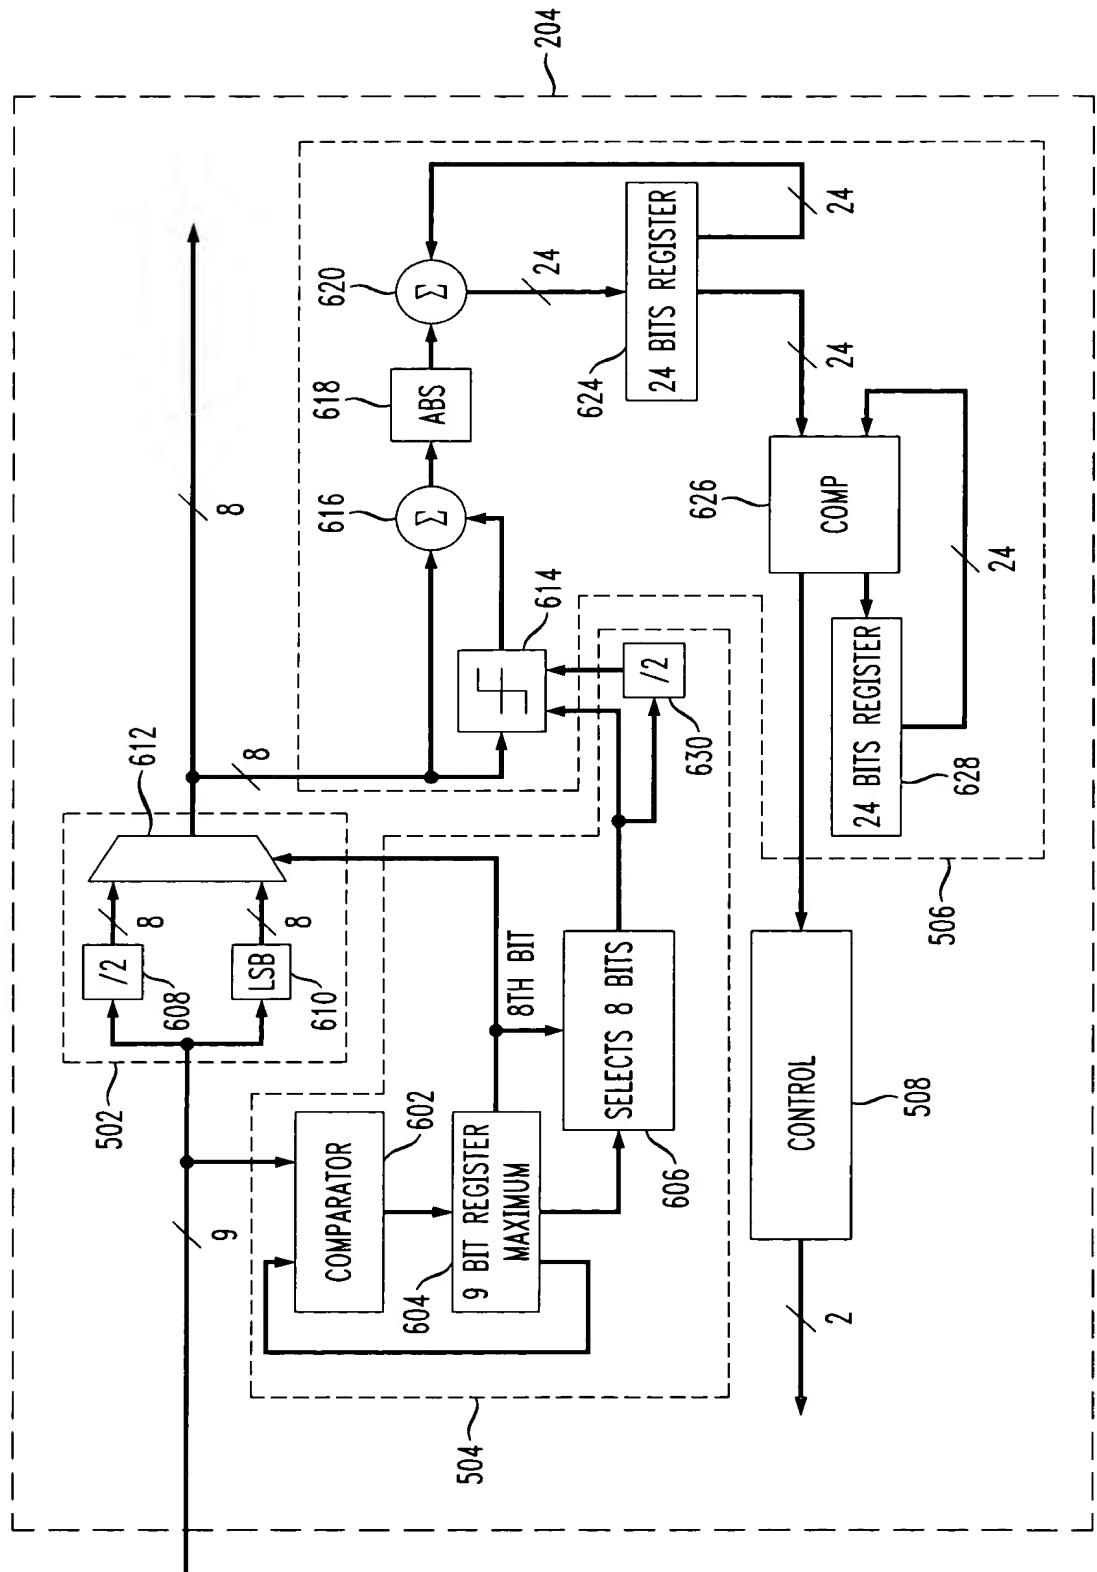 204
502
/2
608
8
LSB
610
8
612
8
8
9
COMPARATOR
602
9 BIT REGISTER
MAXIMUM
604
8TH BIT
SELECTS 8 BITS
606
/2
630
504
614
Σ
616
ABS
618
Σ
620
24
24 BITS REGISTER
624
24
24
COMP
626
24 BITS REGISTER
628
24
506
CONTROL
508
2